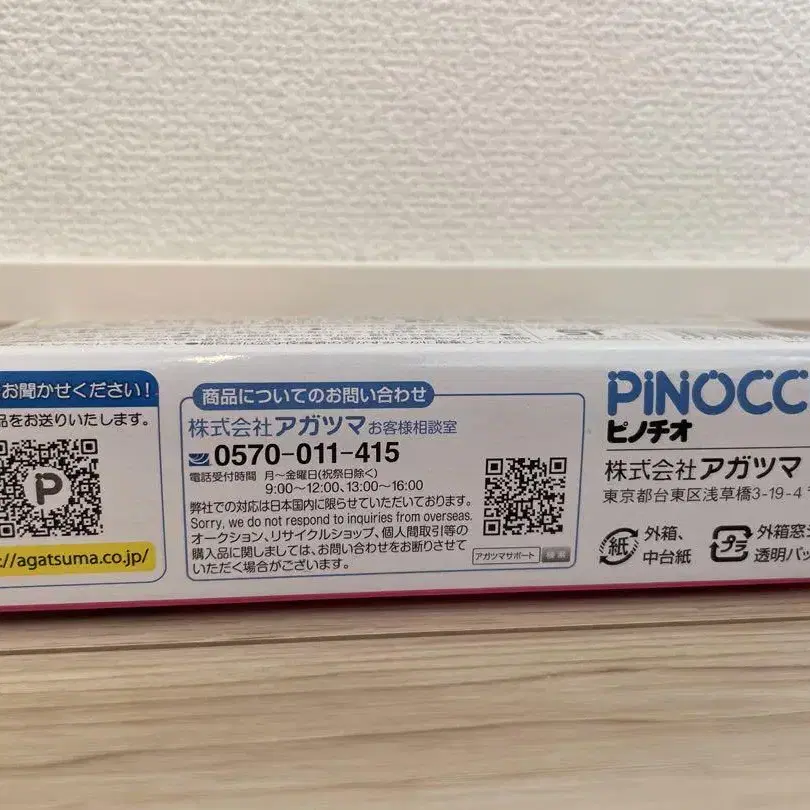 お聞かせください!
品をお送りいたします。
P
//agatsuma.co.jp/
商品についてのお問い合わせ
株式会社アガツマお客様相談室
0570-011-415
電話受付時間 月~金曜日(祝祭日除く)
9:00~12:00、13:00~16:00
弊社での対応は日本国内に限らせていただいております。
Sorry, we do not respond to inquiries from overseas.
オークション、リサイクルショップ、個人間取引等の
購入品に関しましては、お問い合わせをお断りさせて
いただく場合がございます。
アガツマサポート 検索
PINOCC
ピノチオ
株式会社アガツマ
東京都台東区浅草橋3-19-4
紙 外箱、
中台紙
プラ 外箱窓
透明バッ